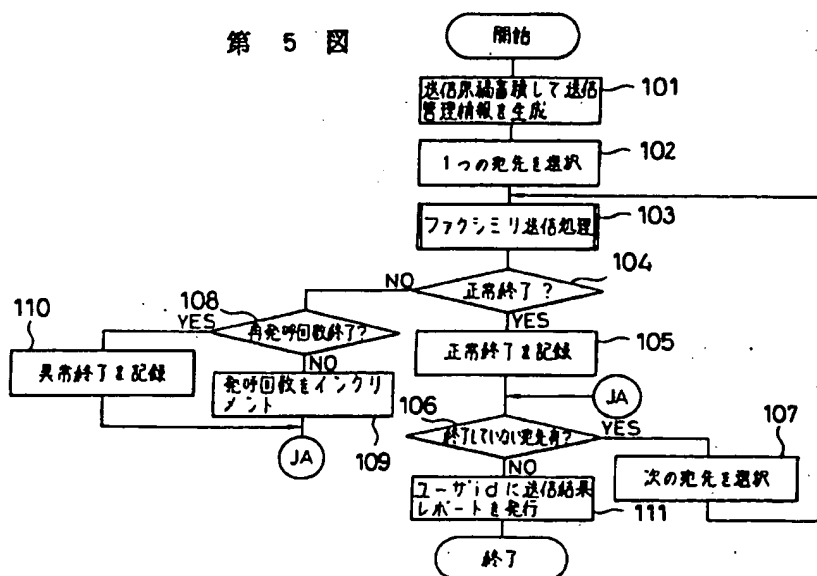 第 5 図
開始
送信原稿蓄積して送信
管理情報を生成
101
1つの宛先を選択
102
ファクシミリ送信処理
103
正常終了?
104
NO
YES
正常終了を記録
105
再発呼回数終了?
108
YES
NO
異常終了を記録
110
発呼回数をインクリ
メント
109
JA
JA
終了していない宛先有?
106
YES
NO
次の宛先を選択
107
ユーザidに送信結果
レポートを発行
111
終了